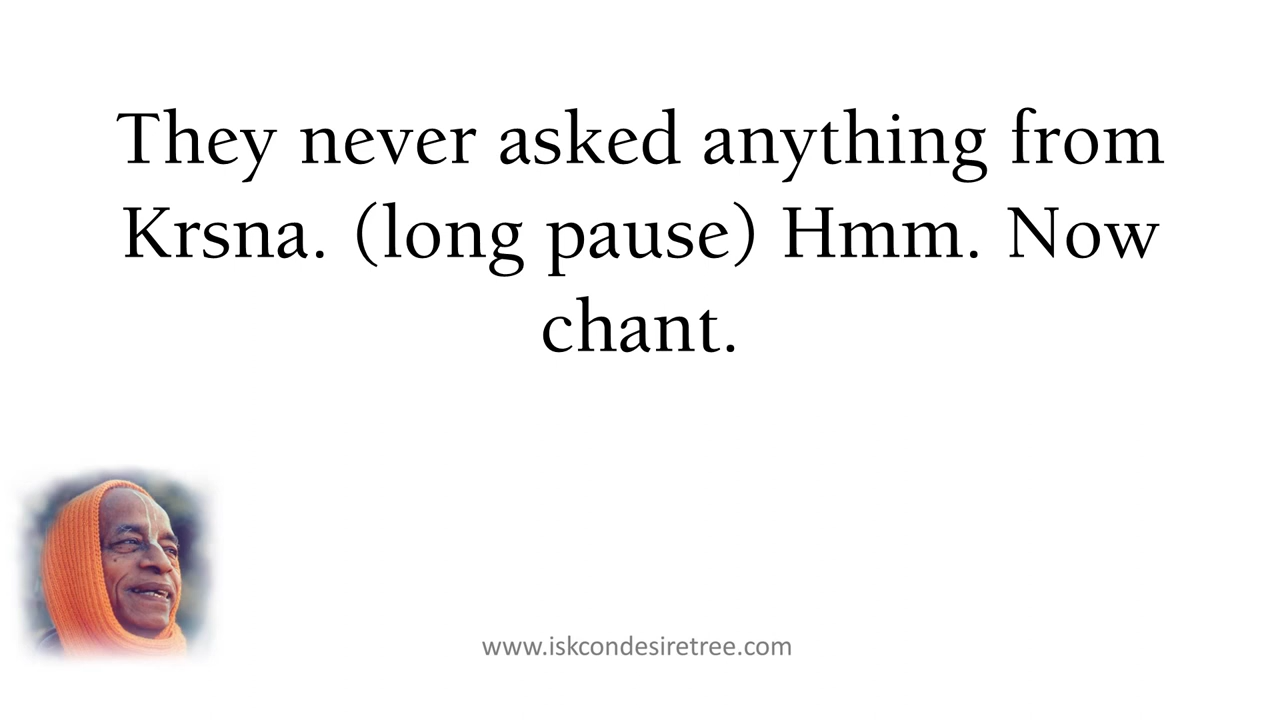 They never asked anything from
Krsna. (long pause) Hmm. Now
chant.
www.iskcondesiretree.com